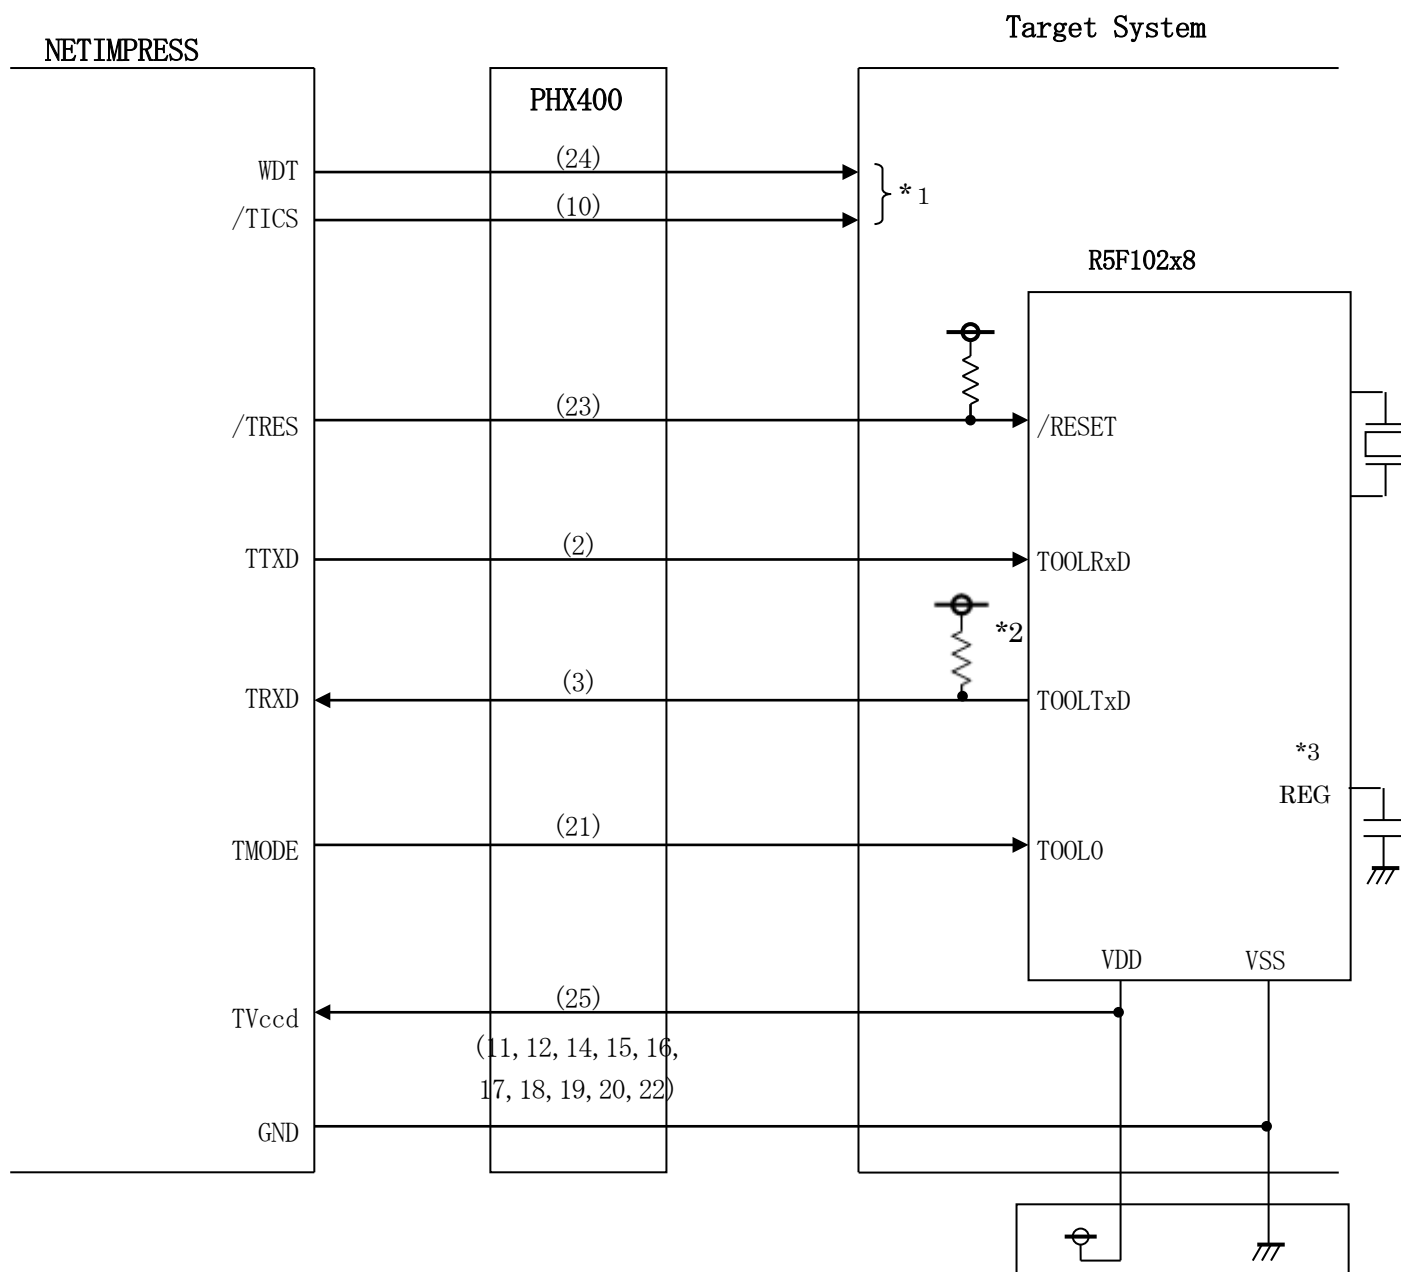 Target System
NETIMPRESS
PHX400
WDT
(24)
*1
/TICS
(10)
R5F102x8
/TRES
(23)
/RESET
TTXD
(2)
TOOLRxD
*2
TRXD
(3)
TOOLTxD
*3
REG
TMODE
(21)
TOOL0
VDD
VSS
TVccd
(25)
(11,12,14,15,16,
17,18,19,20,22)
GND